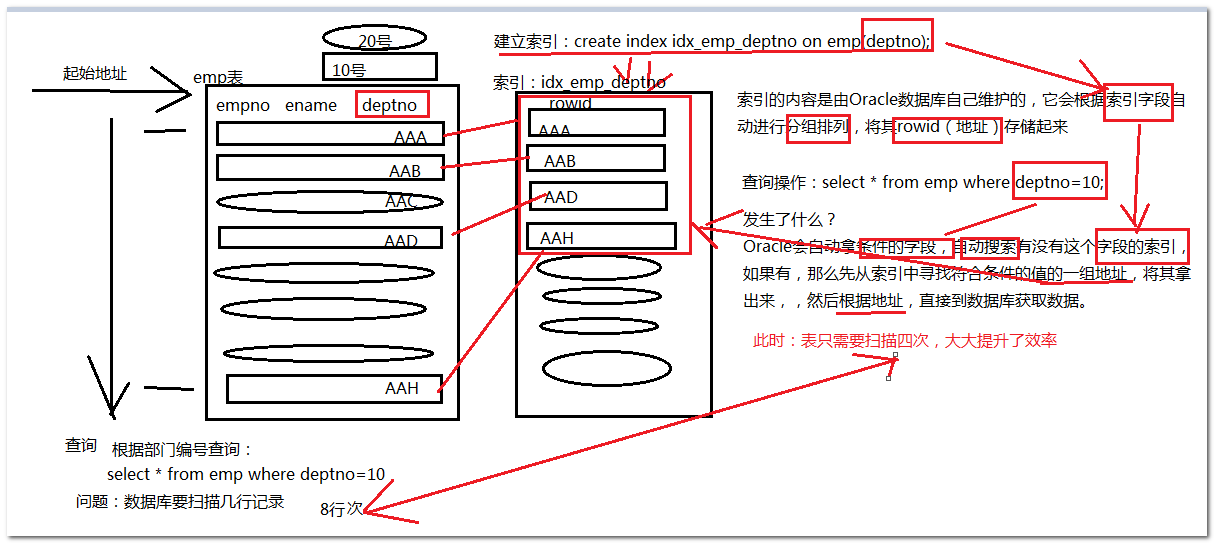 20号
10号
起始地址
emp表
empno ename deptno
AAA
AAB
AAC
AAD
AAH
查询
根据部门编号查询：
select * from emp where deptno=10
问题：数据库要扫描几行记录
8行次
建立索引：create index idx_emp_deptno on emp(deptno);
索引：idx_emp_deptno
rowid
AAA
AAB
AAD
AAH
索引的内容是由Oracle数据库自己维护的，它会根据索引字段自
动进行分组排列，将其rowid（地址）存储起来
查询操作：select * from emp where deptno=10;
发生了什么？
Oracle会自动拿条件的字段，自动搜索有没有这个字段的索引，
如果有，那么先从索引中寻找符合条件的值的一组地址，将其拿
出来，，然后根据地址，直接到数据库获取数据。
此时：表只需要扫描四次，大大提升了效率